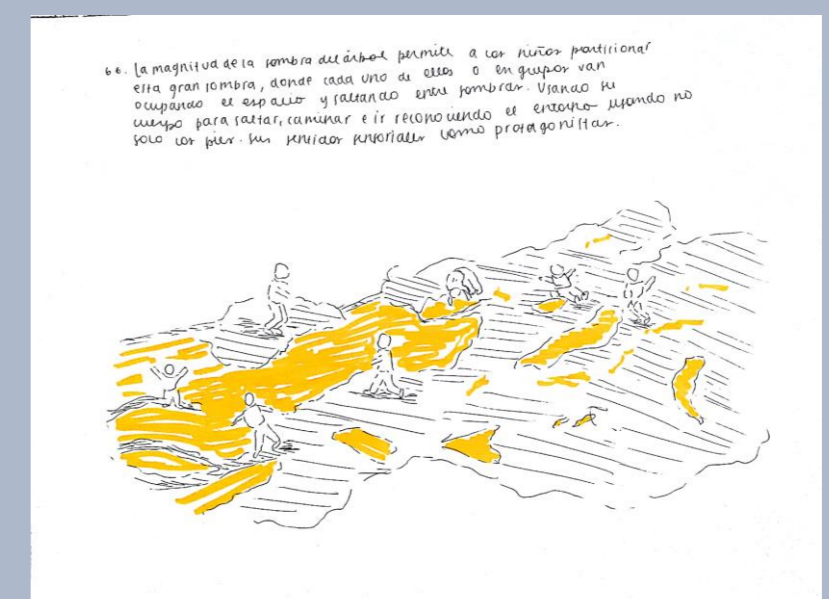 66. La magnitud de la sombra del árbol permite a los niños particionar
esta gran sombra, donde cada uno de ellos o en grupos van
ocupando el espacio y saltando entre sombras. Usando su
cuerpo para saltar, caminar e ir reconociendo el entorno usando no
solo los pies. sus sentidos sensoriales como protagonistas.